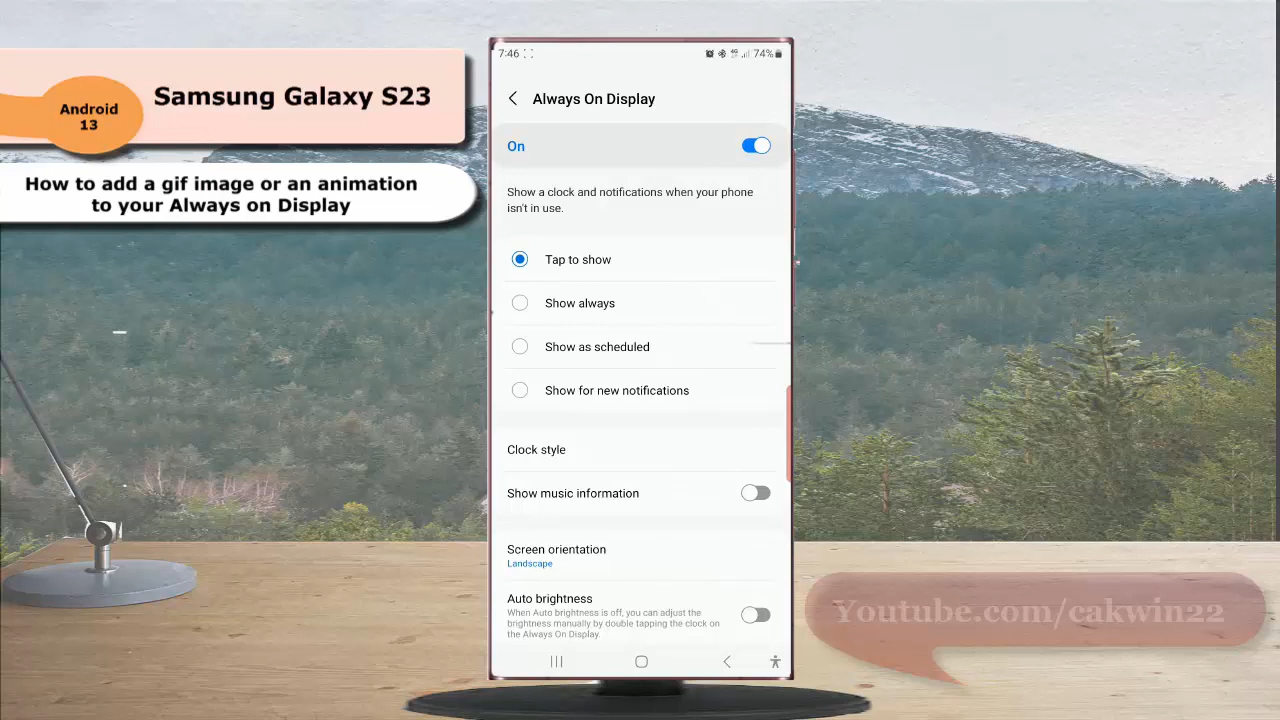 Samsung Galaxy S23
Android
13
How to add a gif image or an animation
to your Always on Display
7:46
74%
Always On Display
On
Show a clock and notifications when your phone
isn't in use.
Tap to show
Show always
Show as scheduled
Show for new notifications
Clock style
Show music information
Screen orientation
Landscape
Auto brightness
When Auto brightness is off, you can adjust the
brightness manually by double tapping the clock on
the Always On Display.
Youtube.com/cakwin22